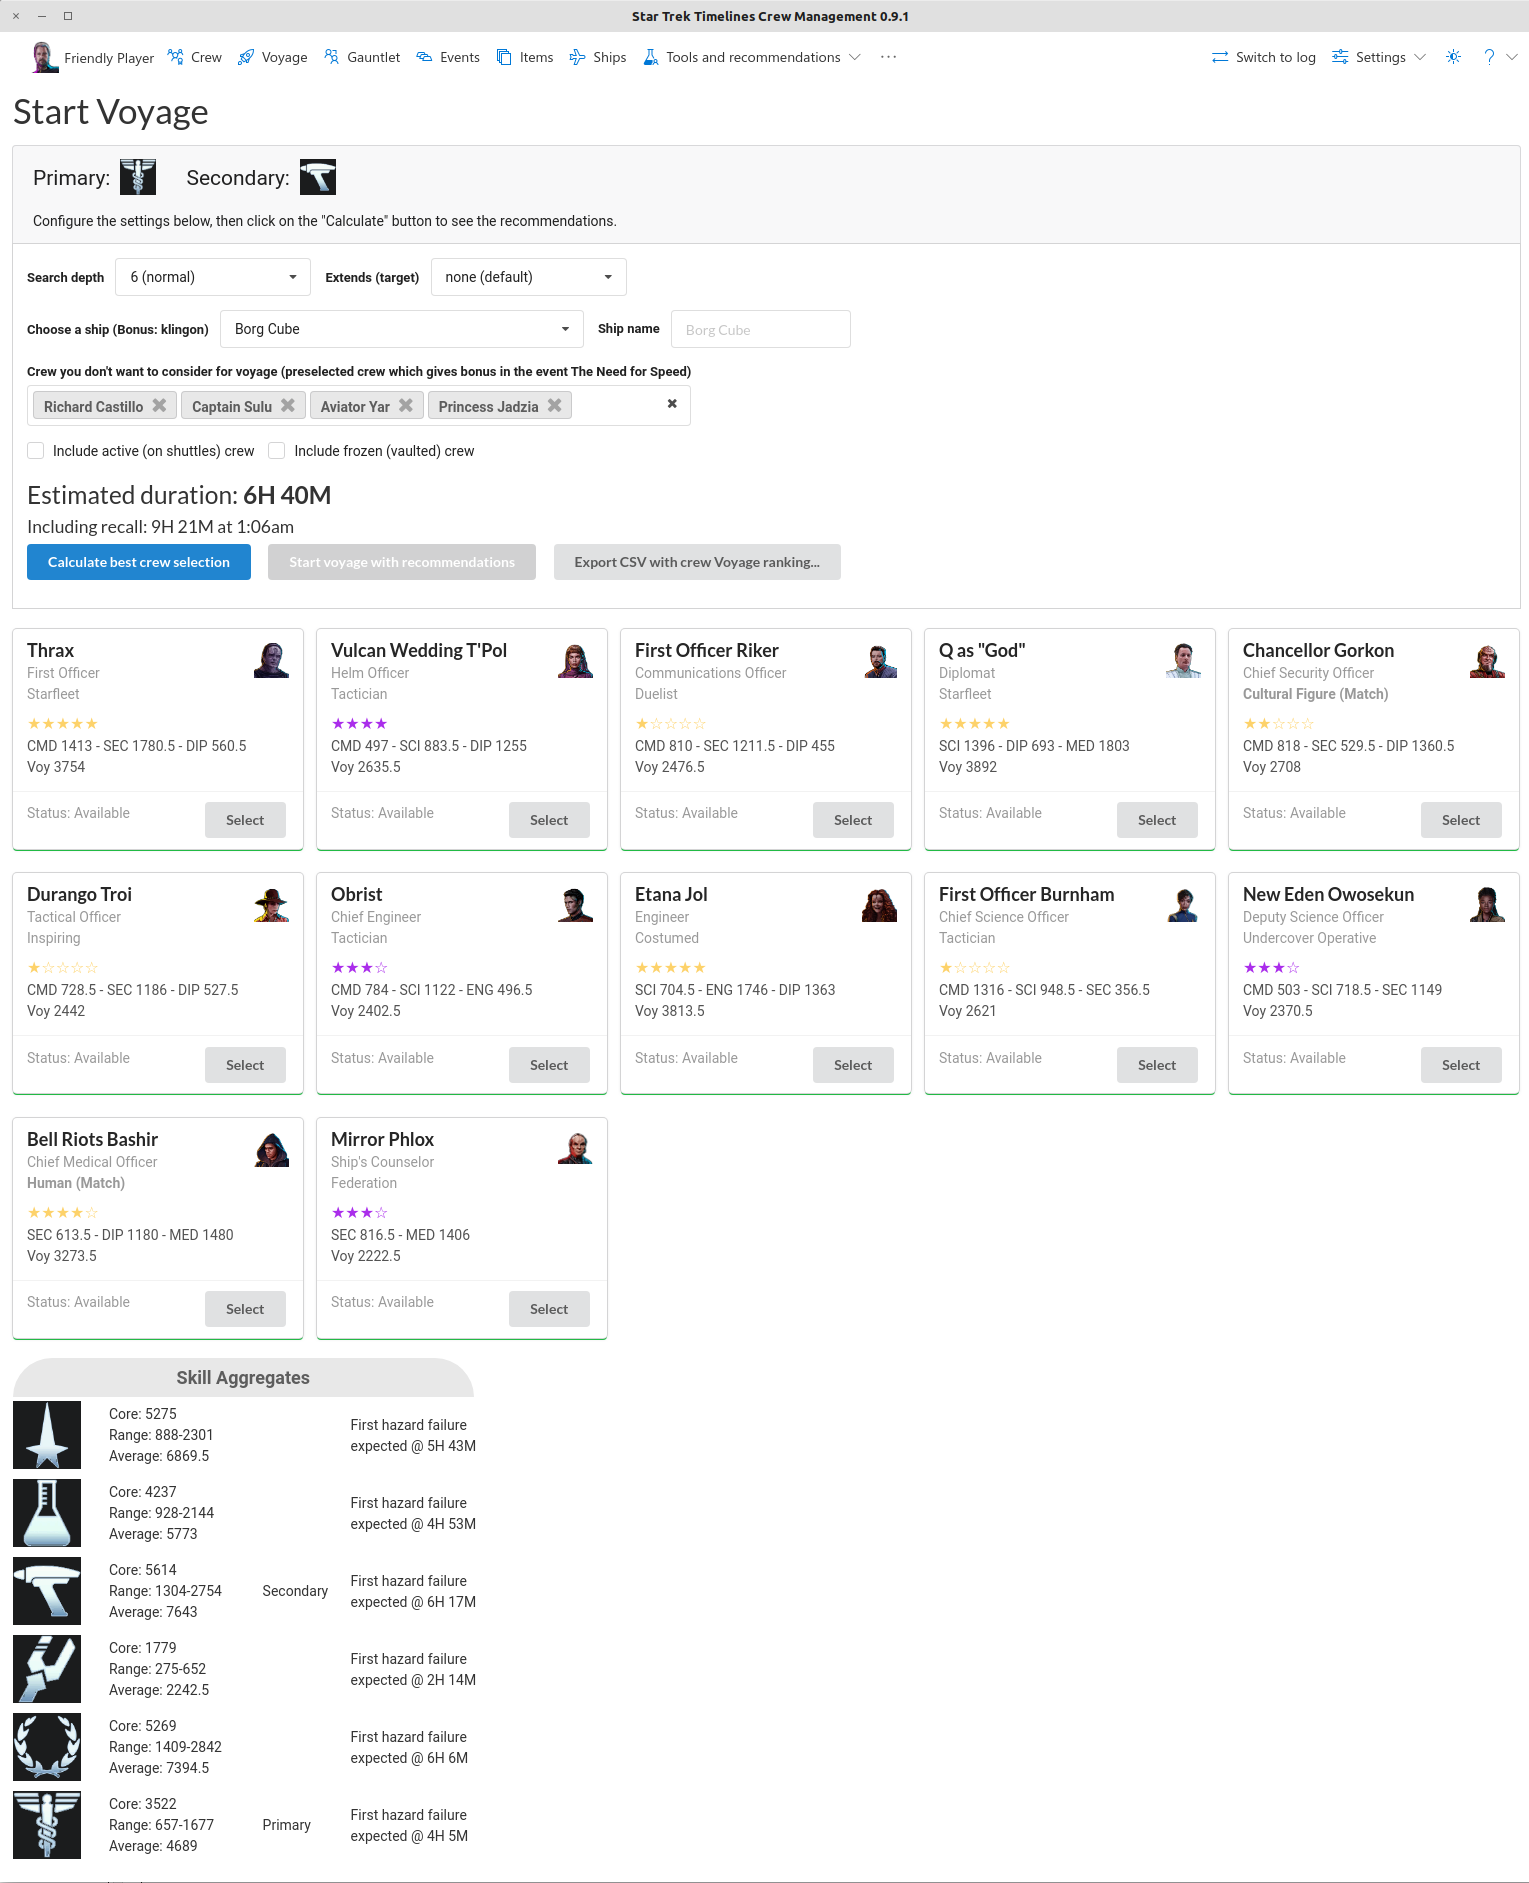 Star Trek Timelines Crew Management 0.9.1
Friendly Player Crew Voyage Gauntlet Events Items Ships Tools and recommendations ··· Switch to log Settings ?
Start Voyage
Primary: Secondary:
Configure the settings below, then click on the "Calculate" button to see the recommendations.
Search depth 6 (normal) Extends (target) none (default)
Choose a ship (Bonus: klingon) Borg Cube Ship name Borg Cube
Crew you don't want to consider for voyage (preselected crew which gives bonus in the event The Need for Speed)
Richard Castillo Captain Sulu Aviator Yar Princess Jadzia
Include active (on shuttles) crew Include frozen (vaulted) crew
Estimated duration: 6H 40M
Including recall: 9H 21M at 1:06am
Calculate best crew selection Start voyage with recommendations Export CSV with crew Voyage ranking...
Thrax
First Officer
Starfleet
CMD 1413 - SEC 1780.5 - DIP 560.5
Voy 3754
Status: Available Select
Vulcan Wedding T'Pol
Helm Officer
Tactician
CMD 497 - SCI 883.5 - DIP 1255
Voy 2635.5
Status: Available Select
First Officer Riker
Communications Officer
Duelist
CMD 810 - SEC 1211.5 - DIP 455
Voy 2476.5
Status: Available Select
Q as "God"
Diplomat
Starfleet
SCI 1396 - DIP 693 - MED 1803
Voy 3892
Status: Available Select
Chancellor Gorkon
Chief Security Officer
Cultural Figure (Match)
CMD 818 - SEC 529.5 - DIP 1360.5
Voy 2708
Status: Available Select
Durango Troi
Tactical Officer
Inspiring
CMD 728.5 - SEC 1186 - DIP 527.5
Voy 2442
Status: Available Select
Obrist
Chief Engineer
Tactician
CMD 784 - SCI 1122 - ENG 496.5
Voy 2402.5
Status: Available Select
Etana Jol
Engineer
Costumed
SCI 704.5 - ENG 1746 - DIP 1363
Voy 3813.5
Status: Available Select
First Officer Burnham
Chief Science Officer
Tactician
CMD 1316 - SCI 948.5 - SEC 356.5
Voy 2621
Status: Available Select
New Eden Owosekun
Deputy Science Officer
Undercover Operative
CMD 503 - SCI 718.5 - SEC 1149
Voy 2370.5
Status: Available Select
Bell Riots Bashir
Chief Medical Officer
Human (Match)
SEC 613.5 - DIP 1180 - MED 1480
Voy 3273.5
Status: Available Select
Mirror Phlox
Ship's Counselor
Federation
SEC 816.5 - MED 1406
Voy 2222.5
Status: Available Select
Skill Aggregates
Core: 5275
Range: 888-2301
Average: 6869.5
First hazard failure
expected @ 5H 43M
Core: 4237
Range: 928-2144
Average: 5773
First hazard failure
expected @ 4H 53M
Core: 5614
Range: 1304-2754
Average: 7643
Secondary
First hazard failure
expected @ 6H 17M
Core: 1779
Range: 275-652
Average: 2242.5
First hazard failure
expected @ 2H 14M
Core: 5269
Range: 1409-2842
Average: 7394.5
First hazard failure
expected @ 6H 6M
Core: 3522
Range: 657-1677
Average: 4689
Primary
First hazard failure
expected @ 4H 5M